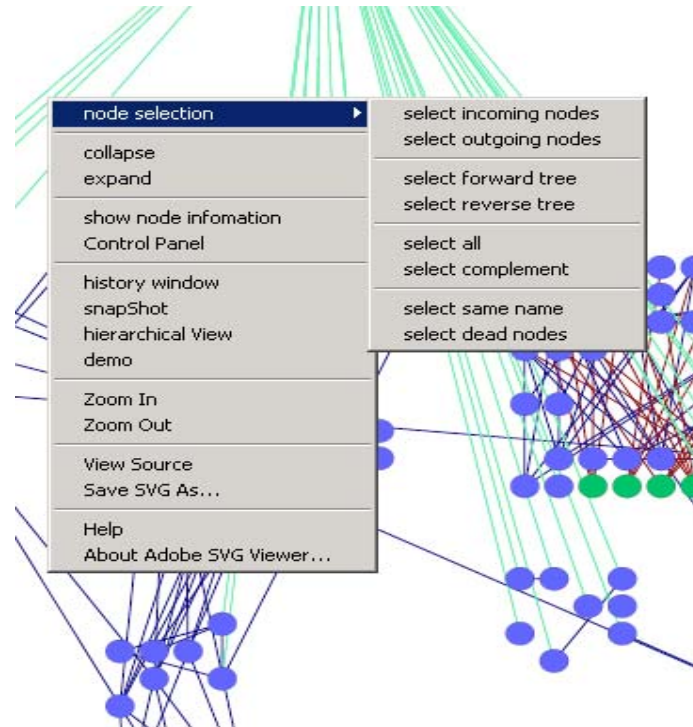 node selection
collapse
expand
show node infomation
Control Panel
history window
snapShot
hierarchical View
demo
Zoom In
Zoom Out
View Source
Save SVG As...
Help
About Adobe SVG Viewer...
select incoming nodes
select outgoing nodes
select forward tree
select reverse tree
select all
select complement
select same name
select dead nodes